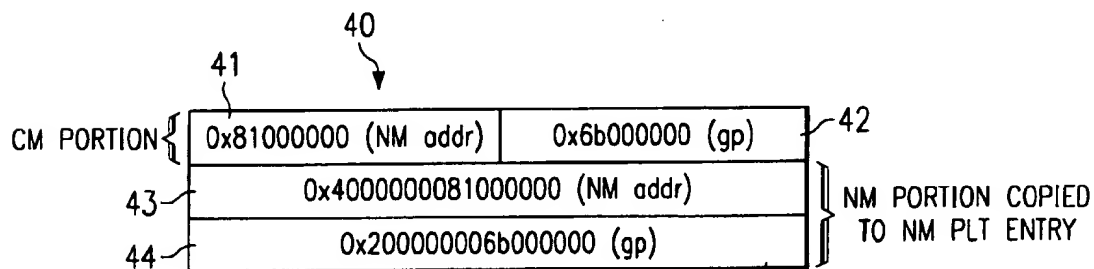 40
41
CM PORTION
0x81000000 (NM addr)
0x6b000000 (gp)
42
43
0x4000000081000000 (NM addr)
44
0x200000006b000000 (gp)
NM PORTION COPIED
TO NM PLT ENTRY